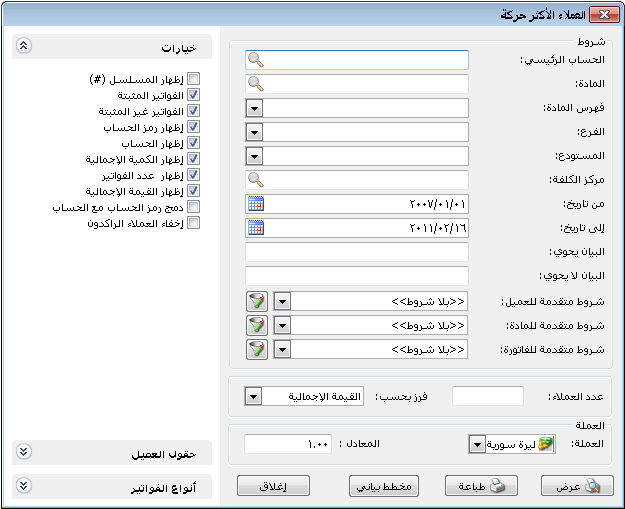 العملاء الأكثر حركة
شروط
الحساب الرئيسي:
المادة:
فهرس المادة:
الفرع:
المستودع:
مركز الكلفة:
من تاريخ: ٢٠٠٧/٠١/٠١
إلى تاريخ: ٢٠١١/٠٢/١٦
البيان يحوي:
البيان لا يحوي:
شروط متقدمة للعميل: <<بلا شروط>>
شروط متقدمة للمادة: <<بلا شروط>>
شروط متقدمة للفاتورة: <<بلا شروط>>
عدد العملاء: فرز بحسب: القيمة الإجمالية
العملة
العملة: ليرة سورية المعادل : ١.٠٠
عرض طباعة مخطط بياني إغلاق
خيارات
إظهار المسلسل (#)
الفواتير المثبتة
الفواتير غير المثبتة
إظهار رمز الحساب
إظهار الحساب
إظهار الكمية الإجمالية
إظهار عدد الفواتير
إظهار القيمة الإجمالية
دمج رمز الحساب مع الحساب
إخفاء العملاء الراكدون
حقول العميل
أنواع الفواتير